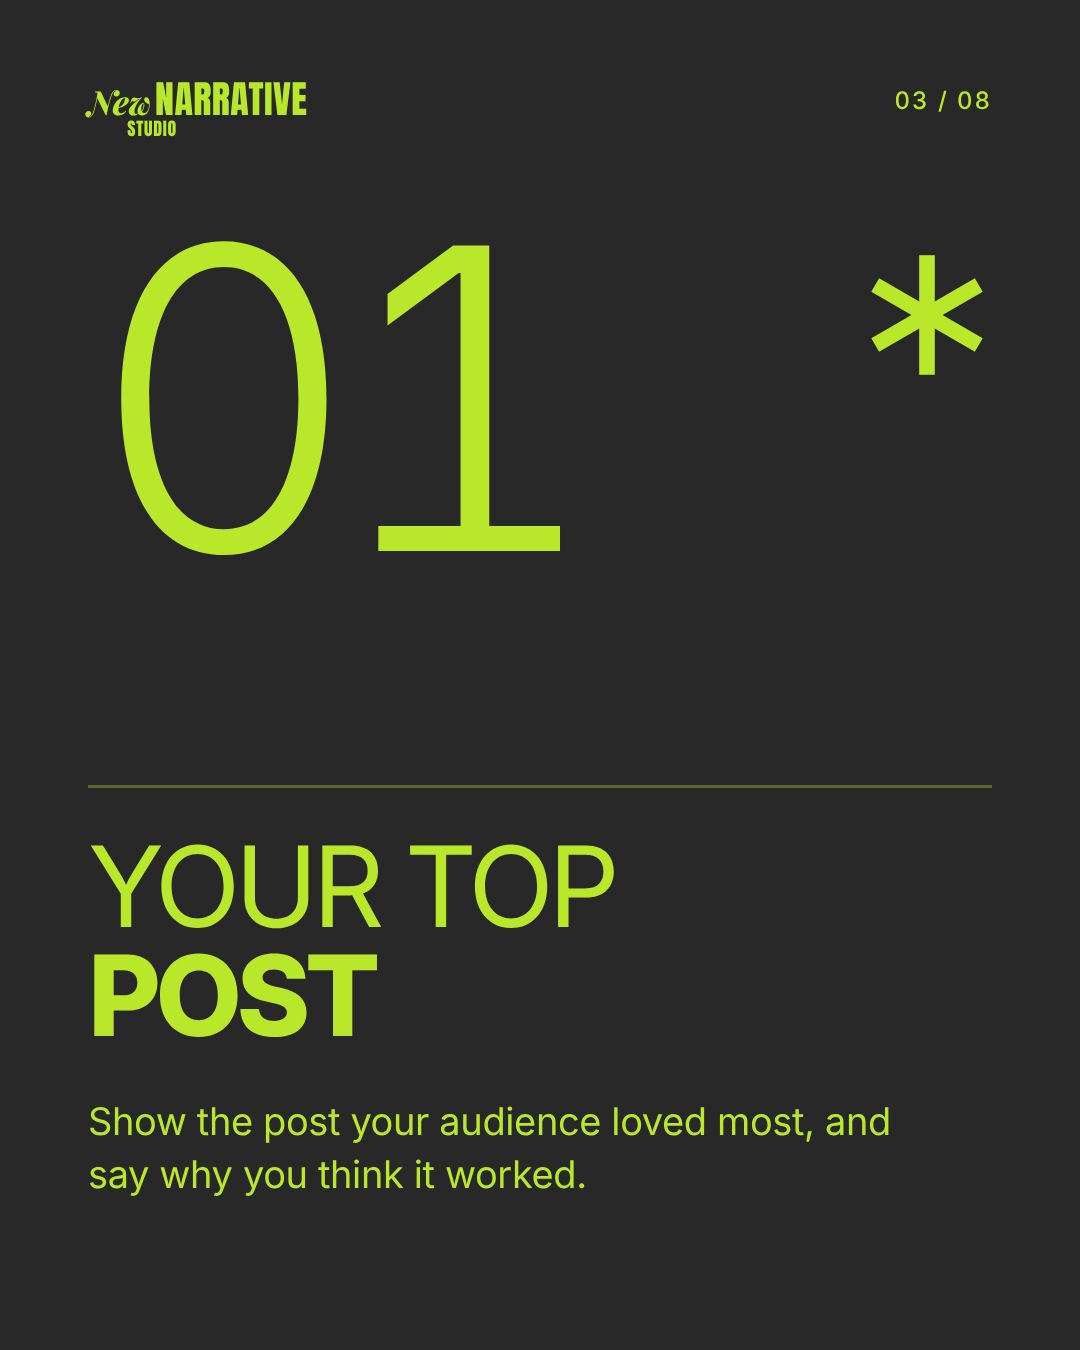 New NARRATIVE
STUDIO
03 / 08
01
*
YOUR TOP
POST
Show the post your audience loved most, and
say why you think it worked.